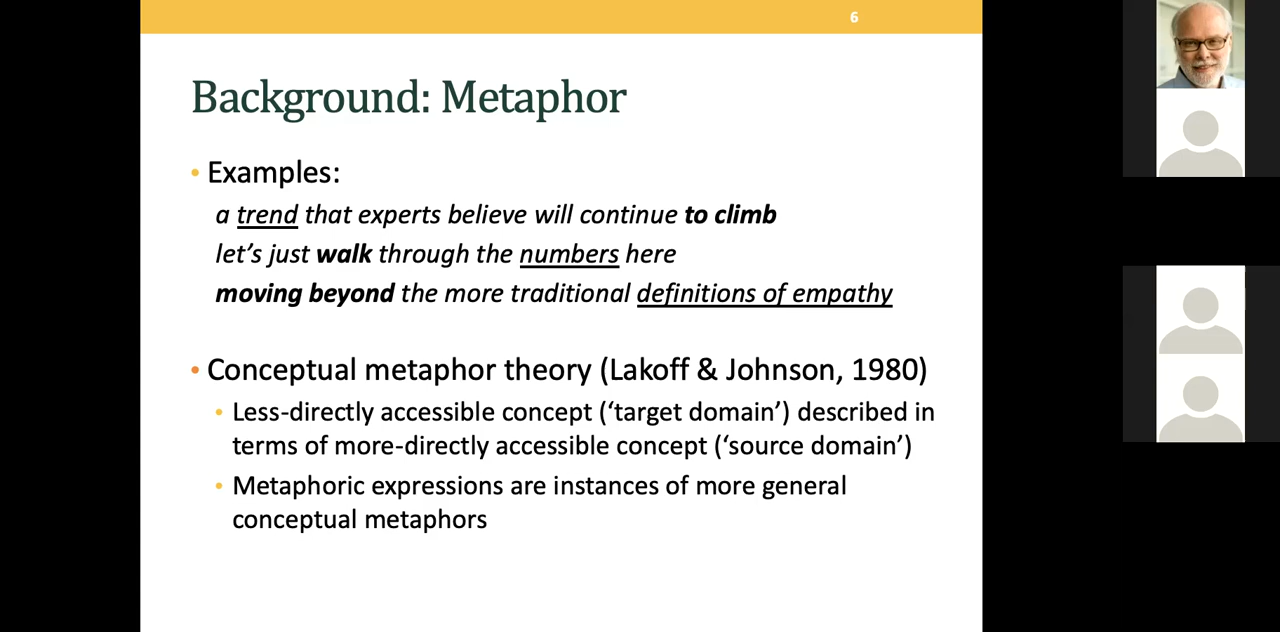 6
Background: Metaphor
• Examples:
a trend that experts believe will continue to climb
let’s just walk through the numbers here
moving beyond the more traditional definitions of empathy
• Conceptual metaphor theory (Lakoff & Johnson, 1980)
• Less-directly accessible concept (‘target domain’) described in
terms of more-directly accessible concept (‘source domain’)
• Metaphoric expressions are instances of more general
conceptual metaphors